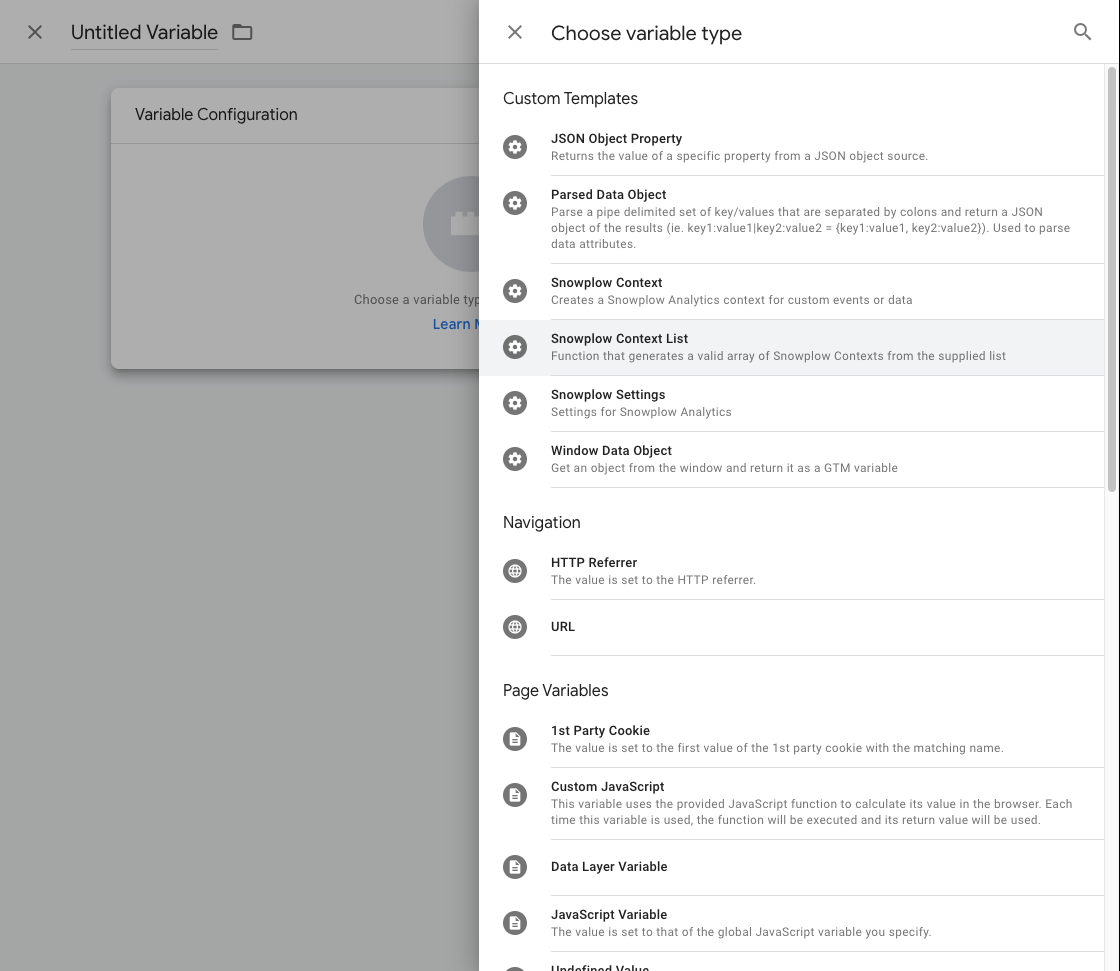 Untitled Variable
Variable Configuration
Choose a variable typ
Learn M
Choose variable type
Custom Templates
JSON Object Property
Returns the value of a specific property from a JSON object source.
Parsed Data Object
Parse a pipe delimited set of key/values that are separated by colons and return a JSON
object of the results (ie. key1:value1|key2:value2 = {key1:value1, key2:value2}). Used to parse
data attributes.
Snowplow Context
Creates a Snowplow Analytics context for custom events or data
Snowplow Context List
Function that generates a valid array of Snowplow Contexts from the supplied list
Snowplow Settings
Settings for Snowplow Analytics
Window Data Object
Get an object from the window and return it as a GTM variable
Navigation
HTTP Referrer
The value is set to the HTTP referrer.
URL
Page Variables
1st Party Cookie
The value is set to the first value of the 1st party cookie with the matching name.
Custom JavaScript
This variable uses the provided JavaScript function to calculate its value in the browser. Each
time this variable is used, the function will be executed and its return value will be used.
Data Layer Variable
JavaScript Variable
The value is set to that of the global JavaScript variable you specify.
Undefined Value